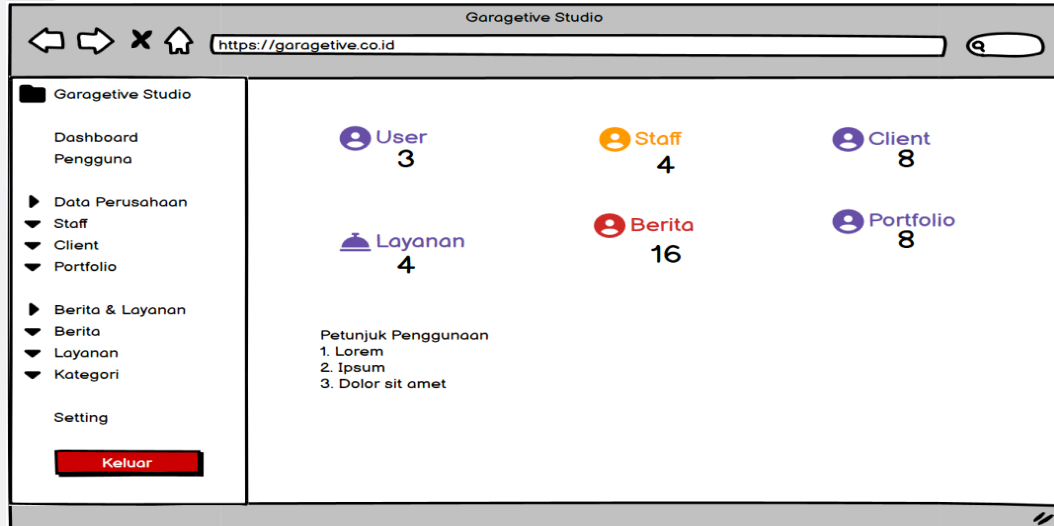 Garagetive Studio
https://garagetive.co.id
Garagetive Studio
Dashboard
Pengguna
Data Perusahaan
Staff
Client
Portfolio
Berita & Layanan
Berita
Layanan
Kategori
Setting
Keluar
User
3
Staff
4
Client
8
Layanan
4
Berita
16
Portfolio
8
Petunjuk Penggunaan
1. Lorem
2. Ipsum
3. Dolor sit amet